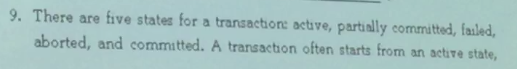 9. There are five states for a transaction: active, partially committed, failed,
aborted, and committed. A transaction often starts from an active state,